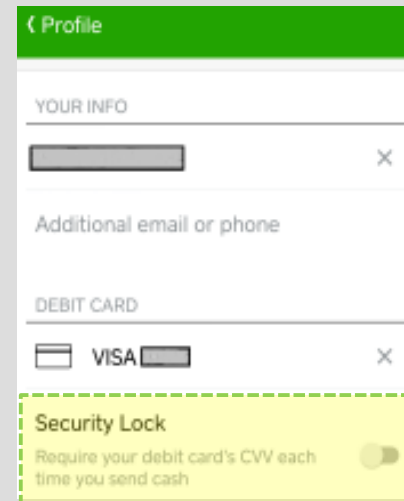 Profile
YOUR INFO
Additional email or phone
DEBIT CARD
VISA
Security Lock
Require your debit card's CVV each
time you send cash